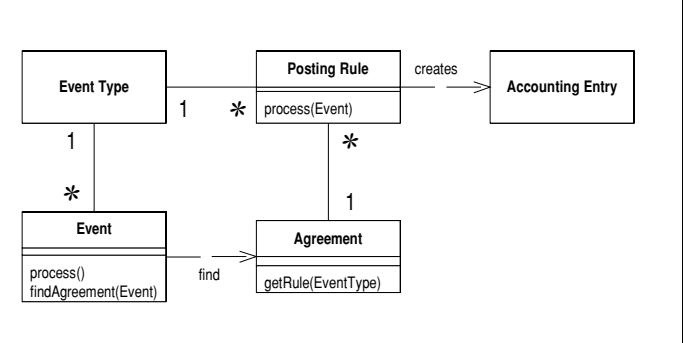 Event Type
1
*
Posting Rule
process(Event)
creates
Accounting Entry
1
*
*
1
Event
process()
findAgreement(Event)
find
Agreement
getRule(EventType)